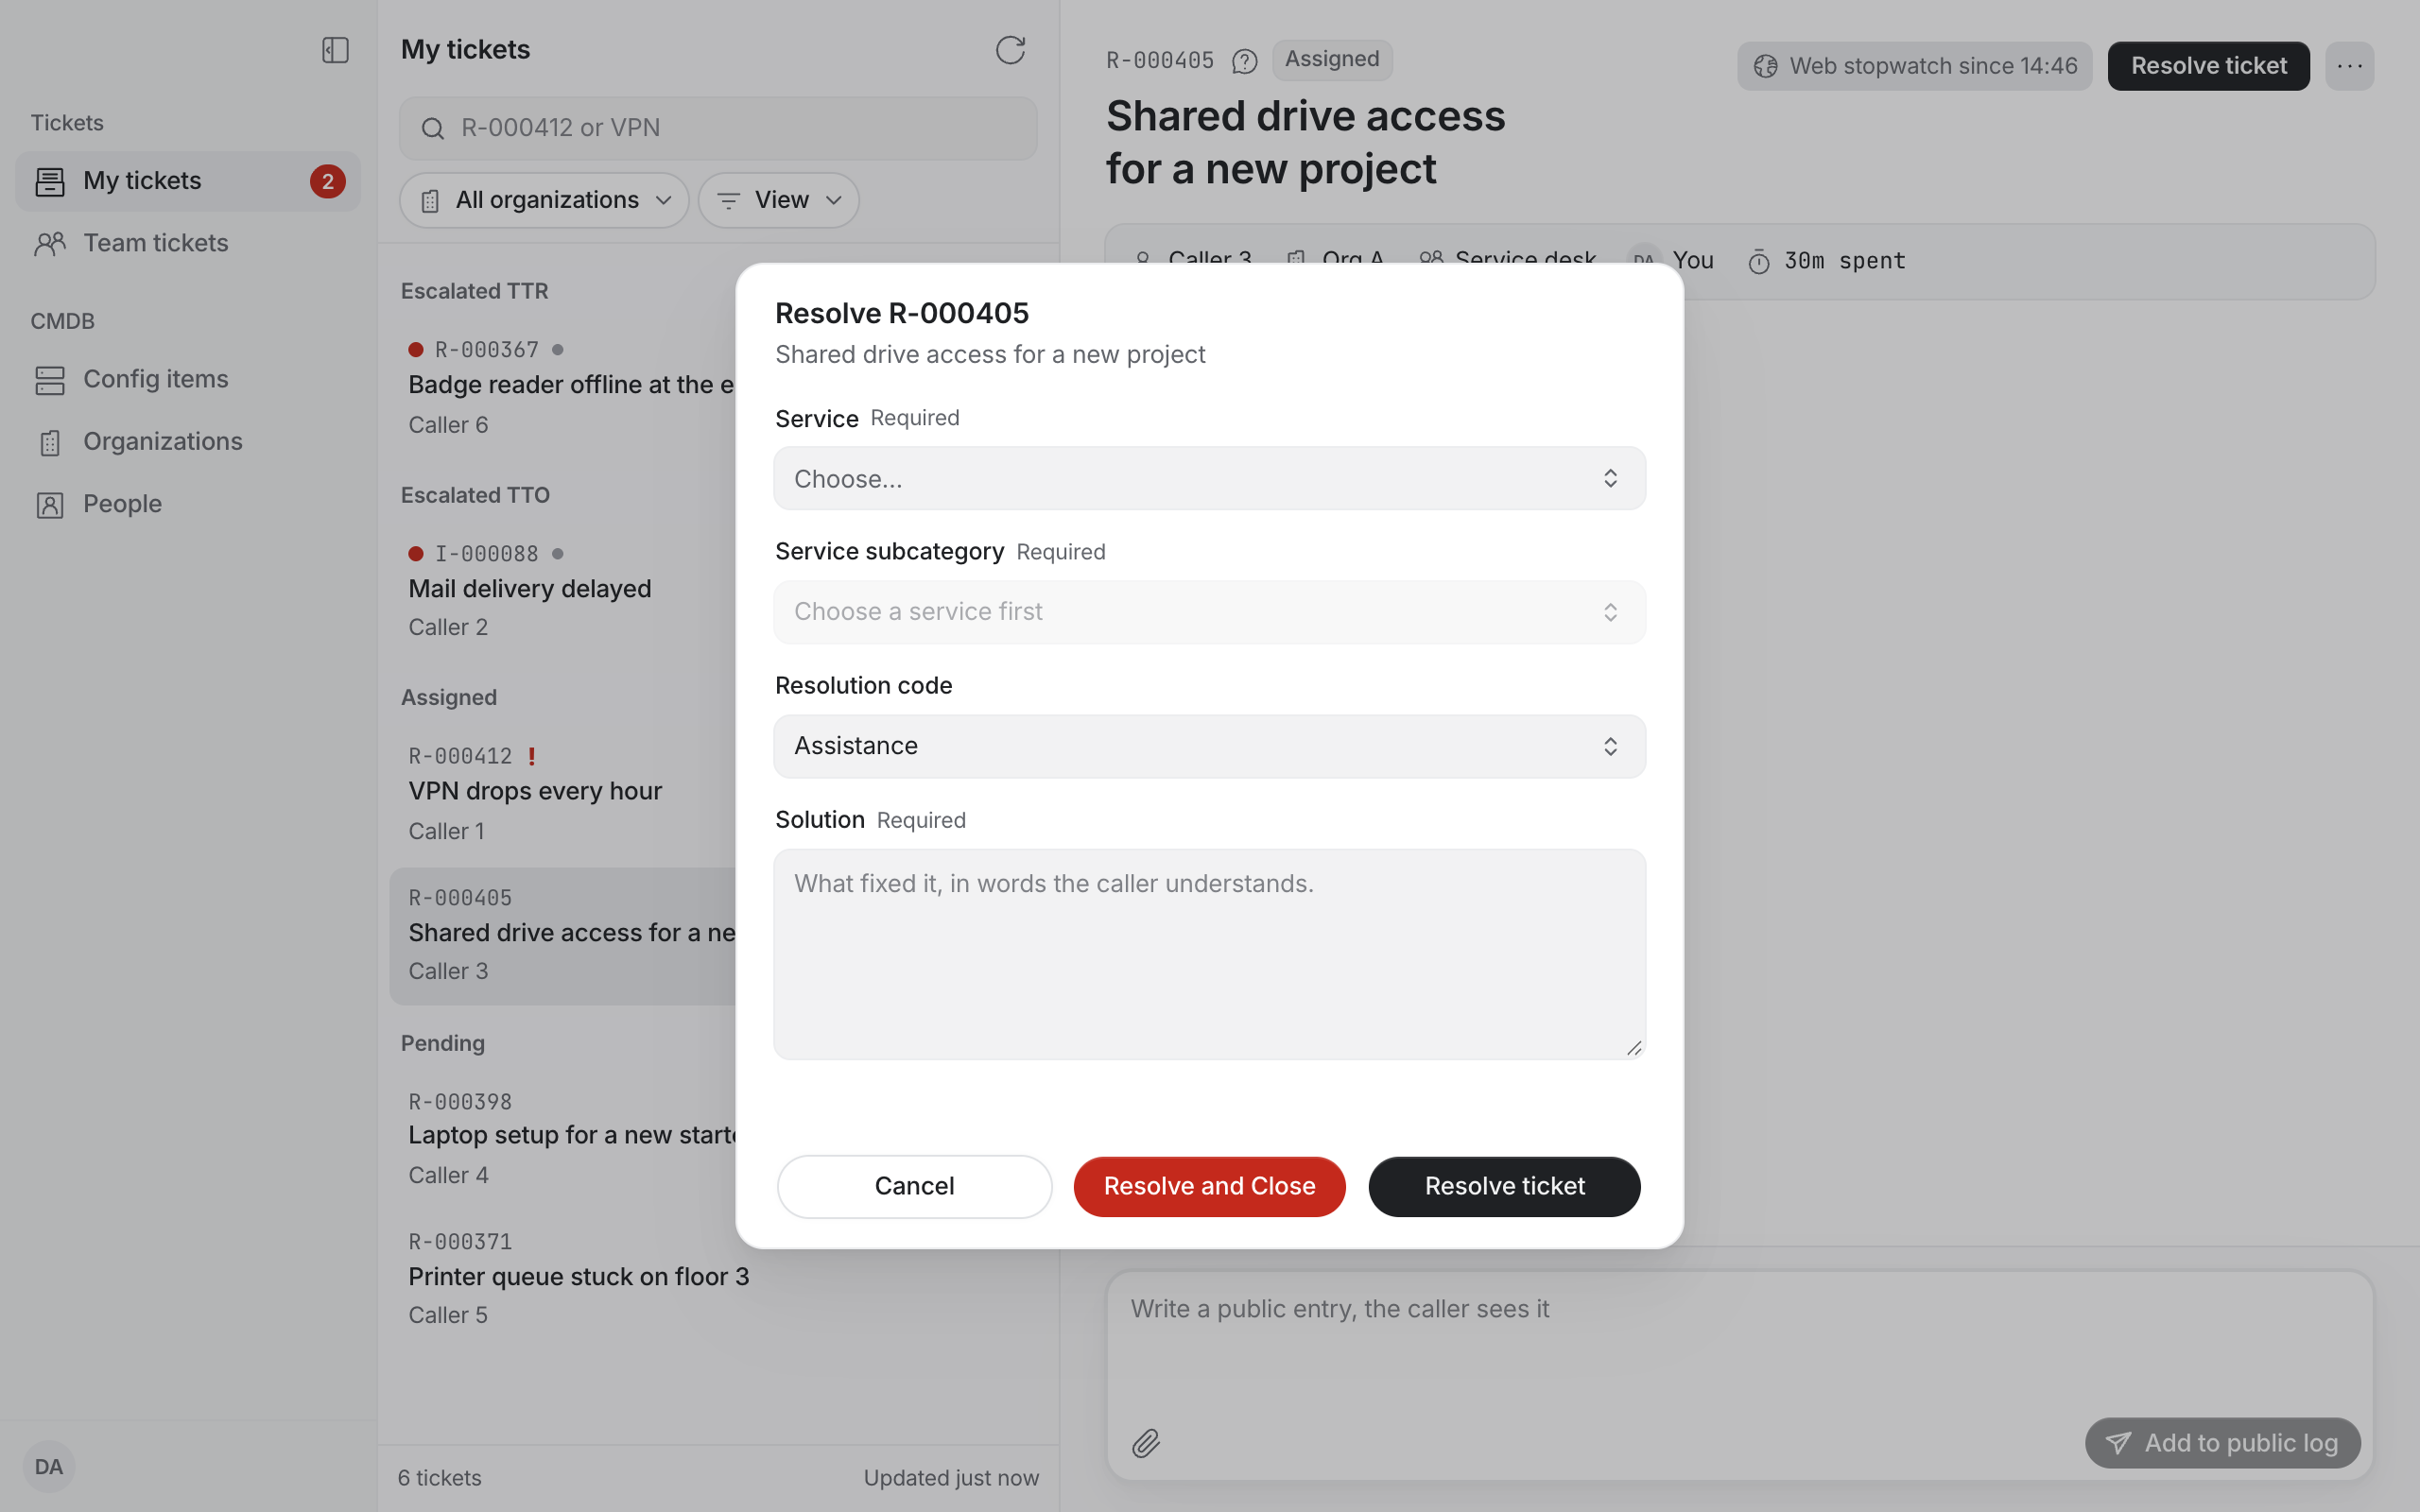 Tickets
My tickets
2
Team tickets
CMDB
Config items
Organizations
People
DA
My tickets
R-000412 or VPN
All organizations
View
Escalated TTR
R-000367
Badge reader offline at the e
Caller 6
Escalated TTO
I-000088
Mail delivery delayed
Caller 2
Assigned
R-000412 !
VPN drops every hour
Caller 1
R-000405
Shared drive access for a ne
Caller 3
Pending
R-000398
Laptop setup for a new starte
Caller 4
R-000371
Printer queue stuck on floor 3
Caller 5
6 tickets
Updated just now
R-000405
Assigned
Web stopwatch since 14:46
Resolve ticket
Shared drive access
for a new project
Caller 3
Org A
Service desk
DA You
30m spent
Resolve R-000405
Shared drive access for a new project
Service Required
Choose...
Service subcategory Required
Choose a service first
Resolution code
Assistance
Solution Required
What fixed it, in words the caller understands.
Cancel
Resolve and Close
Resolve ticket
Write a public entry, the caller sees it
Add to public log